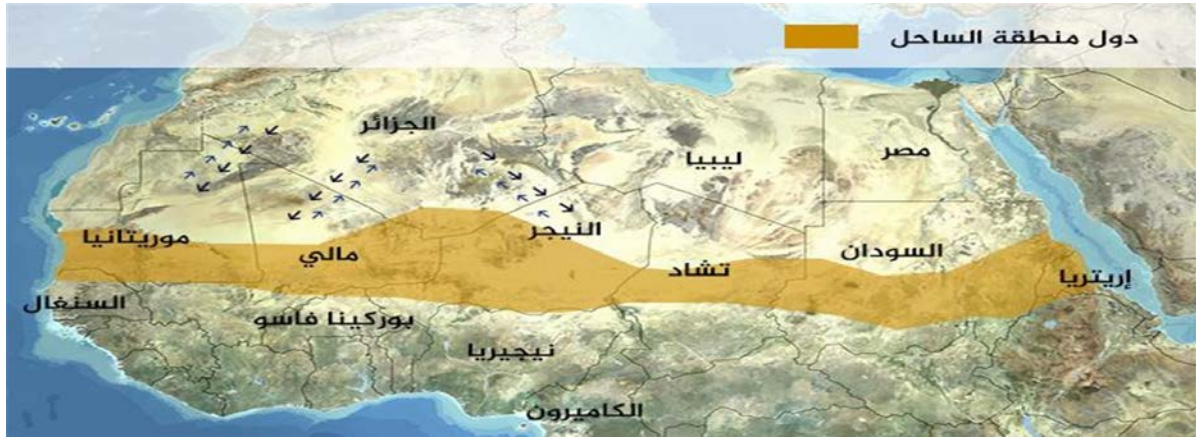 دول منطقة الساحل
الجزائر
ليبيا
مصر
موريتانيا
مالي
النيجر
تشاد
السودان
إريتريا
السنغال
بوركينا فاسو
نيجيريا
الكاميرون